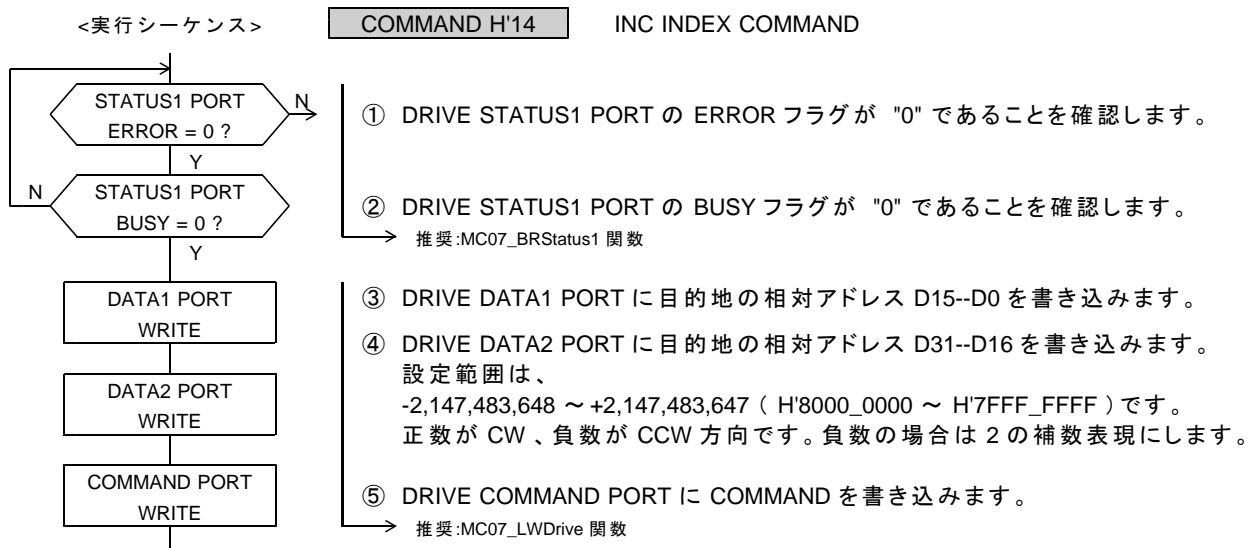 <実行シーケンス> COMMAND H'14 INC INDEX COMMAND
STATUS1 PORT
ERROR = 0 ?
N
Y
① DRIVE STATUS1 PORT の ERROR フラグが "0" であることを確認します。
N
STATUS1 PORT
BUSY = 0 ?
Y
② DRIVE STATUS1 PORT の BUSY フラグが "0" であることを確認します。
推奨:MC07_BRStatus1 関数
DATA1 PORT
WRITE
③ DRIVE DATA1 PORT に目的地の相対アドレス D15--D0 を書き込みます。
DATA2 PORT
WRITE
④ DRIVE DATA2 PORT に目的地の相対アドレス D31--D16 を書き込みます。
設定範囲は、
-2,147,483,648 ～ +2,147,483,647 ( H'8000_0000 ～ H'7FFF_FFFF ) です。
正数が CW 、負数が CCW 方向です。負数の場合は 2 の補数表現にします。
COMMAND PORT
WRITE
⑤ DRIVE COMMAND PORT に COMMAND を書き込みます。
推奨:MC07_LWDrive 関数